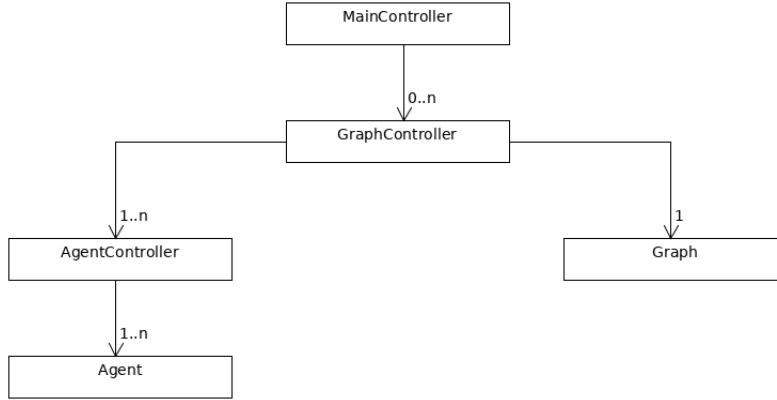 MainController
0..n
GraphController
1..n
1
AgentController
Graph
1..n
Agent